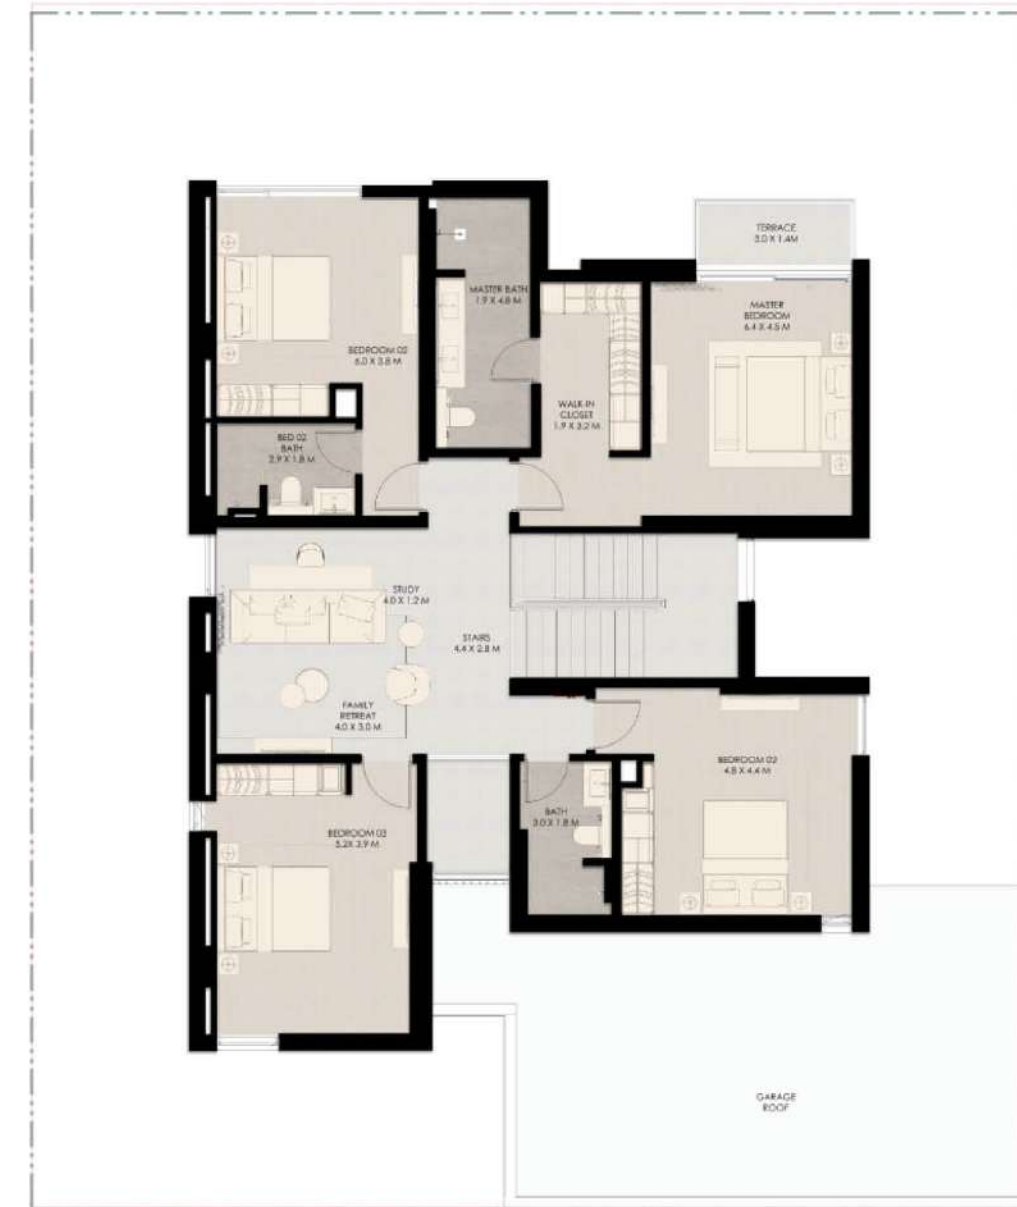 TERRACE
3.0 X 1.4M
MASTER BATH
1.9 X 4.8 M
MASTER
BEDROOM
6.4 X 4.5 M
BEDROOM 02
6.0 X 3.8 M
WALK-IN
CLOSET
1.9 X 3.2 M
BED 02
BATH
2.9 X 1.8 M
STUDY
4.0 X 1.2 M
STAIRS
4.4 X 2.8 M
FAMILY
RETREAT
4.0 X 3.0 M
BEDROOM 02
4.8 X 4.4 M
BATH
3.0 X 1.8 M
BEDROOM 03
5.2X 3.9 M
GARAGE
ROOF